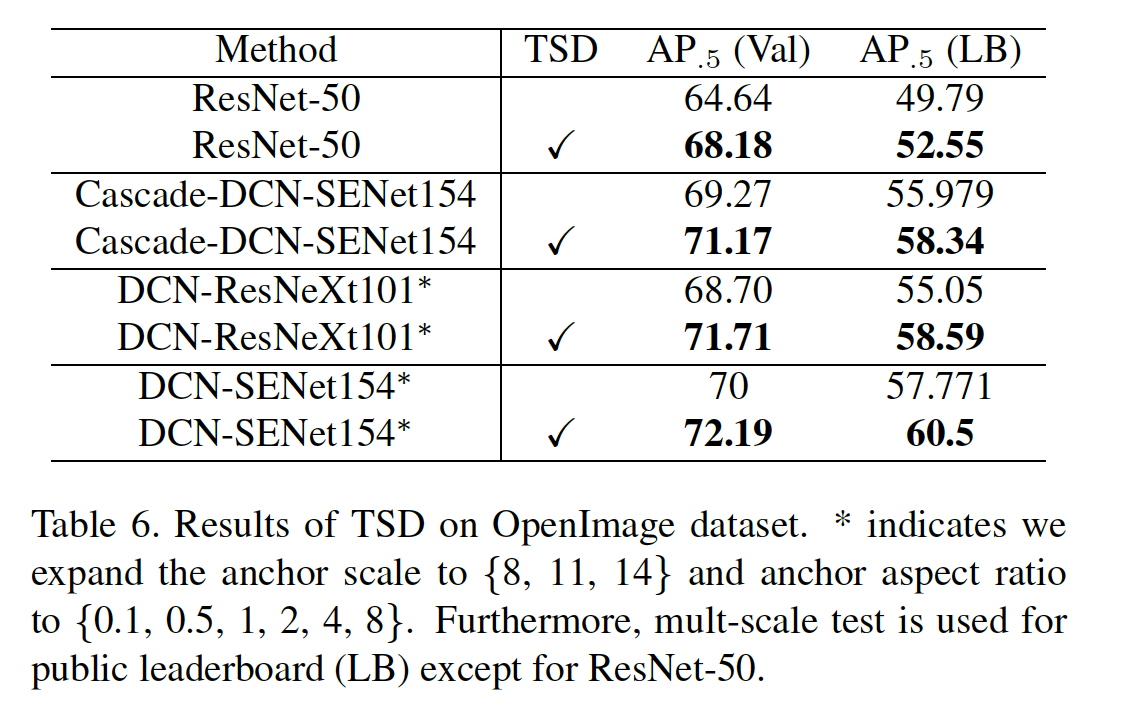 Method TSD AP.5 (Val) AP.5 (LB)
ResNet-50 64.64 49.79
ResNet-50 ✓ 68.18 52.55
Cascade-DCN-SENet154 69.27 55.979
Cascade-DCN-SENet154 ✓ 71.17 58.34
DCN-ResNeXt101* 68.70 55.05
DCN-ResNeXt101* ✓ 71.71 58.59
DCN-SENet154* 70 57.771
DCN-SENet154* ✓ 72.19 60.5
Table 6. Results of TSD on OpenImage dataset. * indicates we
expand the anchor scale to {8, 11, 14} and anchor aspect ratio
to {0.1, 0.5, 1, 2, 4, 8}. Furthermore, mult-scale test is used for
public leaderboard (LB) except for ResNet-50.